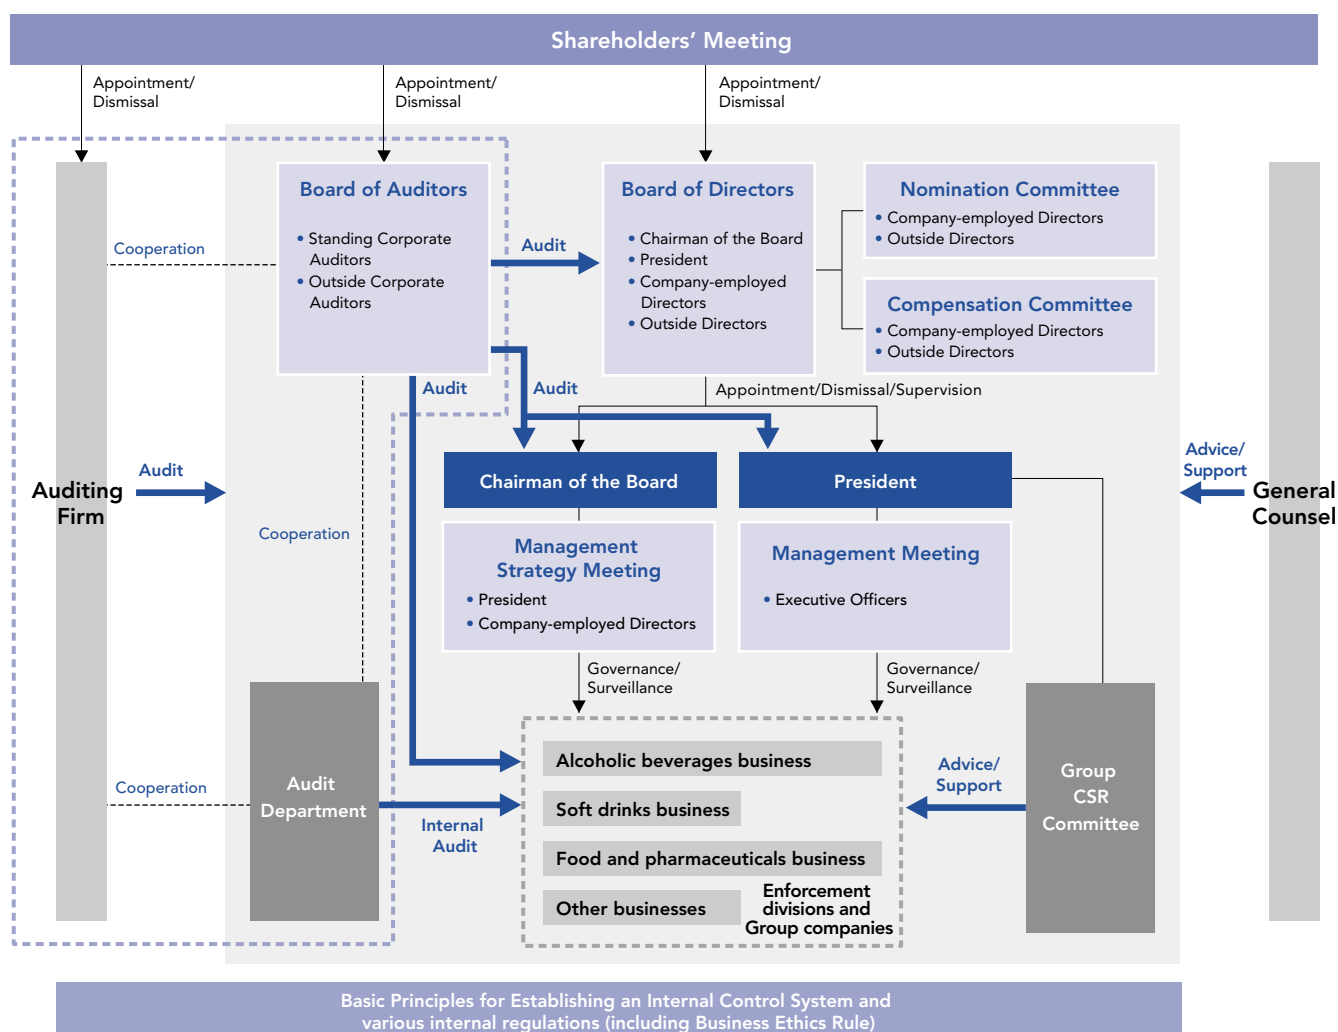 Shareholders’ Meeting
Appointment/
Dismissal
Appointment/
Dismissal
Appointment/
Dismissal
Board of Auditors
• Standing Corporate
Auditors
• Outside Corporate
Auditors
Cooperation
Audit
Board of Directors
• Chairman of the Board
• President
• Company-employed
Directors
• Outside Directors
Nomination Committee
• Company-employed Directors
• Outside Directors
Compensation Committee
• Company-employed Directors
• Outside Directors
Audit
Audit
Appointment/Dismissal/Supervision
Auditing
Firm
Audit
Chairman of the Board
President
Advice/
Support
General
Counsel
Cooperation
Management
Strategy Meeting
• President
• Company-employed Directors
Management Meeting
• Executive Officers
Governance/
Surveillance
Governance/
Surveillance
Cooperation
Audit
Department
Internal
Audit
Alcoholic beverages business
Soft drinks business
Food and pharmaceuticals business
Other businesses
Enforcement
divisions and
Group companies
Advice/
Support
Group
CSR
Committee
Basic Principles for Establishing an Internal Control System and
various internal regulations (including Business Ethics Rule)